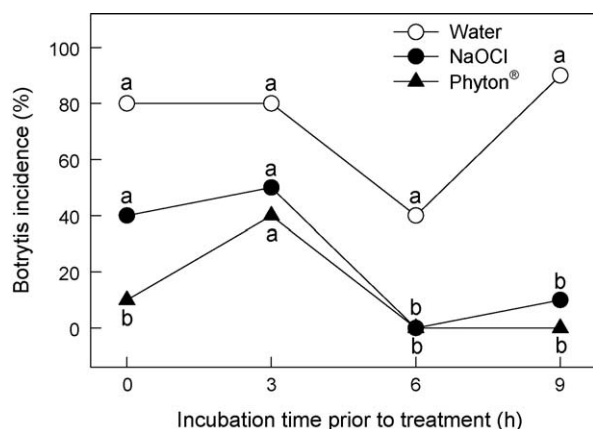 Water
NaOCl
Phyton®
100
80
60
40
20
0
Botrytis incidence (%)
a
a
a
a
a
a
b
a
b
b
b
b
0
3
6
9
Incubation time prior to treatment (h)